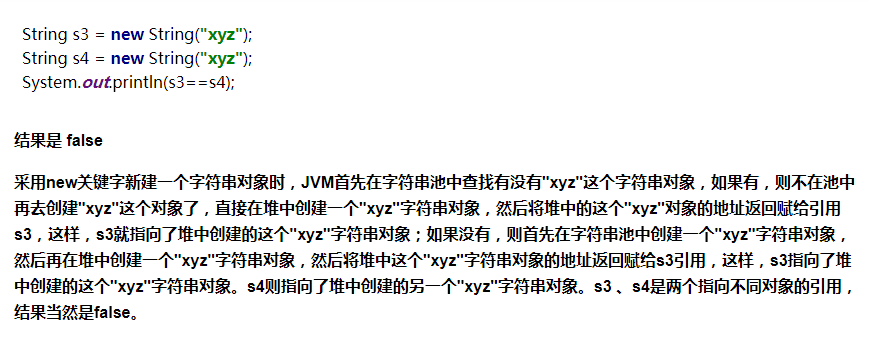 String s3 = new String("xyz");
String s4 = new String("xyz");
System.out.println(s3==s4);
结果是 false
采用new关键字新建一个字符串对象时，JVM首先在字符串池中查找有没有"xyz"这个字符串对象，如果有，则不在池中
再去创建"xyz"这个对象了，直接在堆中创建一个"xyz"字符串对象，然后将堆中的这个"xyz"对象的地址返回赋给引用
s3，这样，s3就指向了堆中创建的这个"xyz"字符串对象；如果没有，则首先在字符串池中创建一个"xyz"字符串对象，
然后再在堆中创建一个"xyz"字符串对象，然后将堆中这个"xyz"字符串对象的地址返回赋给s3引用，这样，s3指向了堆
中创建的这个"xyz"字符串对象。s4则指向了堆中创建的另一个"xyz"字符串对象。s3 、s4是两个指向不同对象的引用，
结果当然是false。